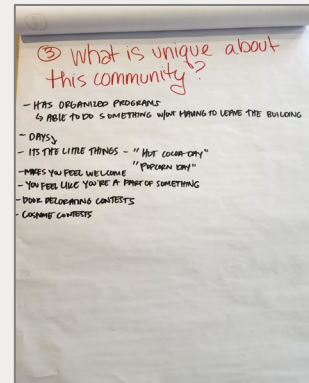 ③ What is unique about
this community?
- HAS ORGANIZED PROGRAMS
↳ ABLE TO DO SOMETHING W/OUT HAVING TO LEAVE THE BUILDING
- DAYS
- ITS THE LITTLE THINGS - "HOT COCOA DAY"
"POPCORN DAY"
- MAKES YOU FEEL WELCOME
- YOU FEEL LIKE YOU'RE A PART OF SOMETHING
- DOOR DECORATING CONTESTS
- COSTUME CONTESTS